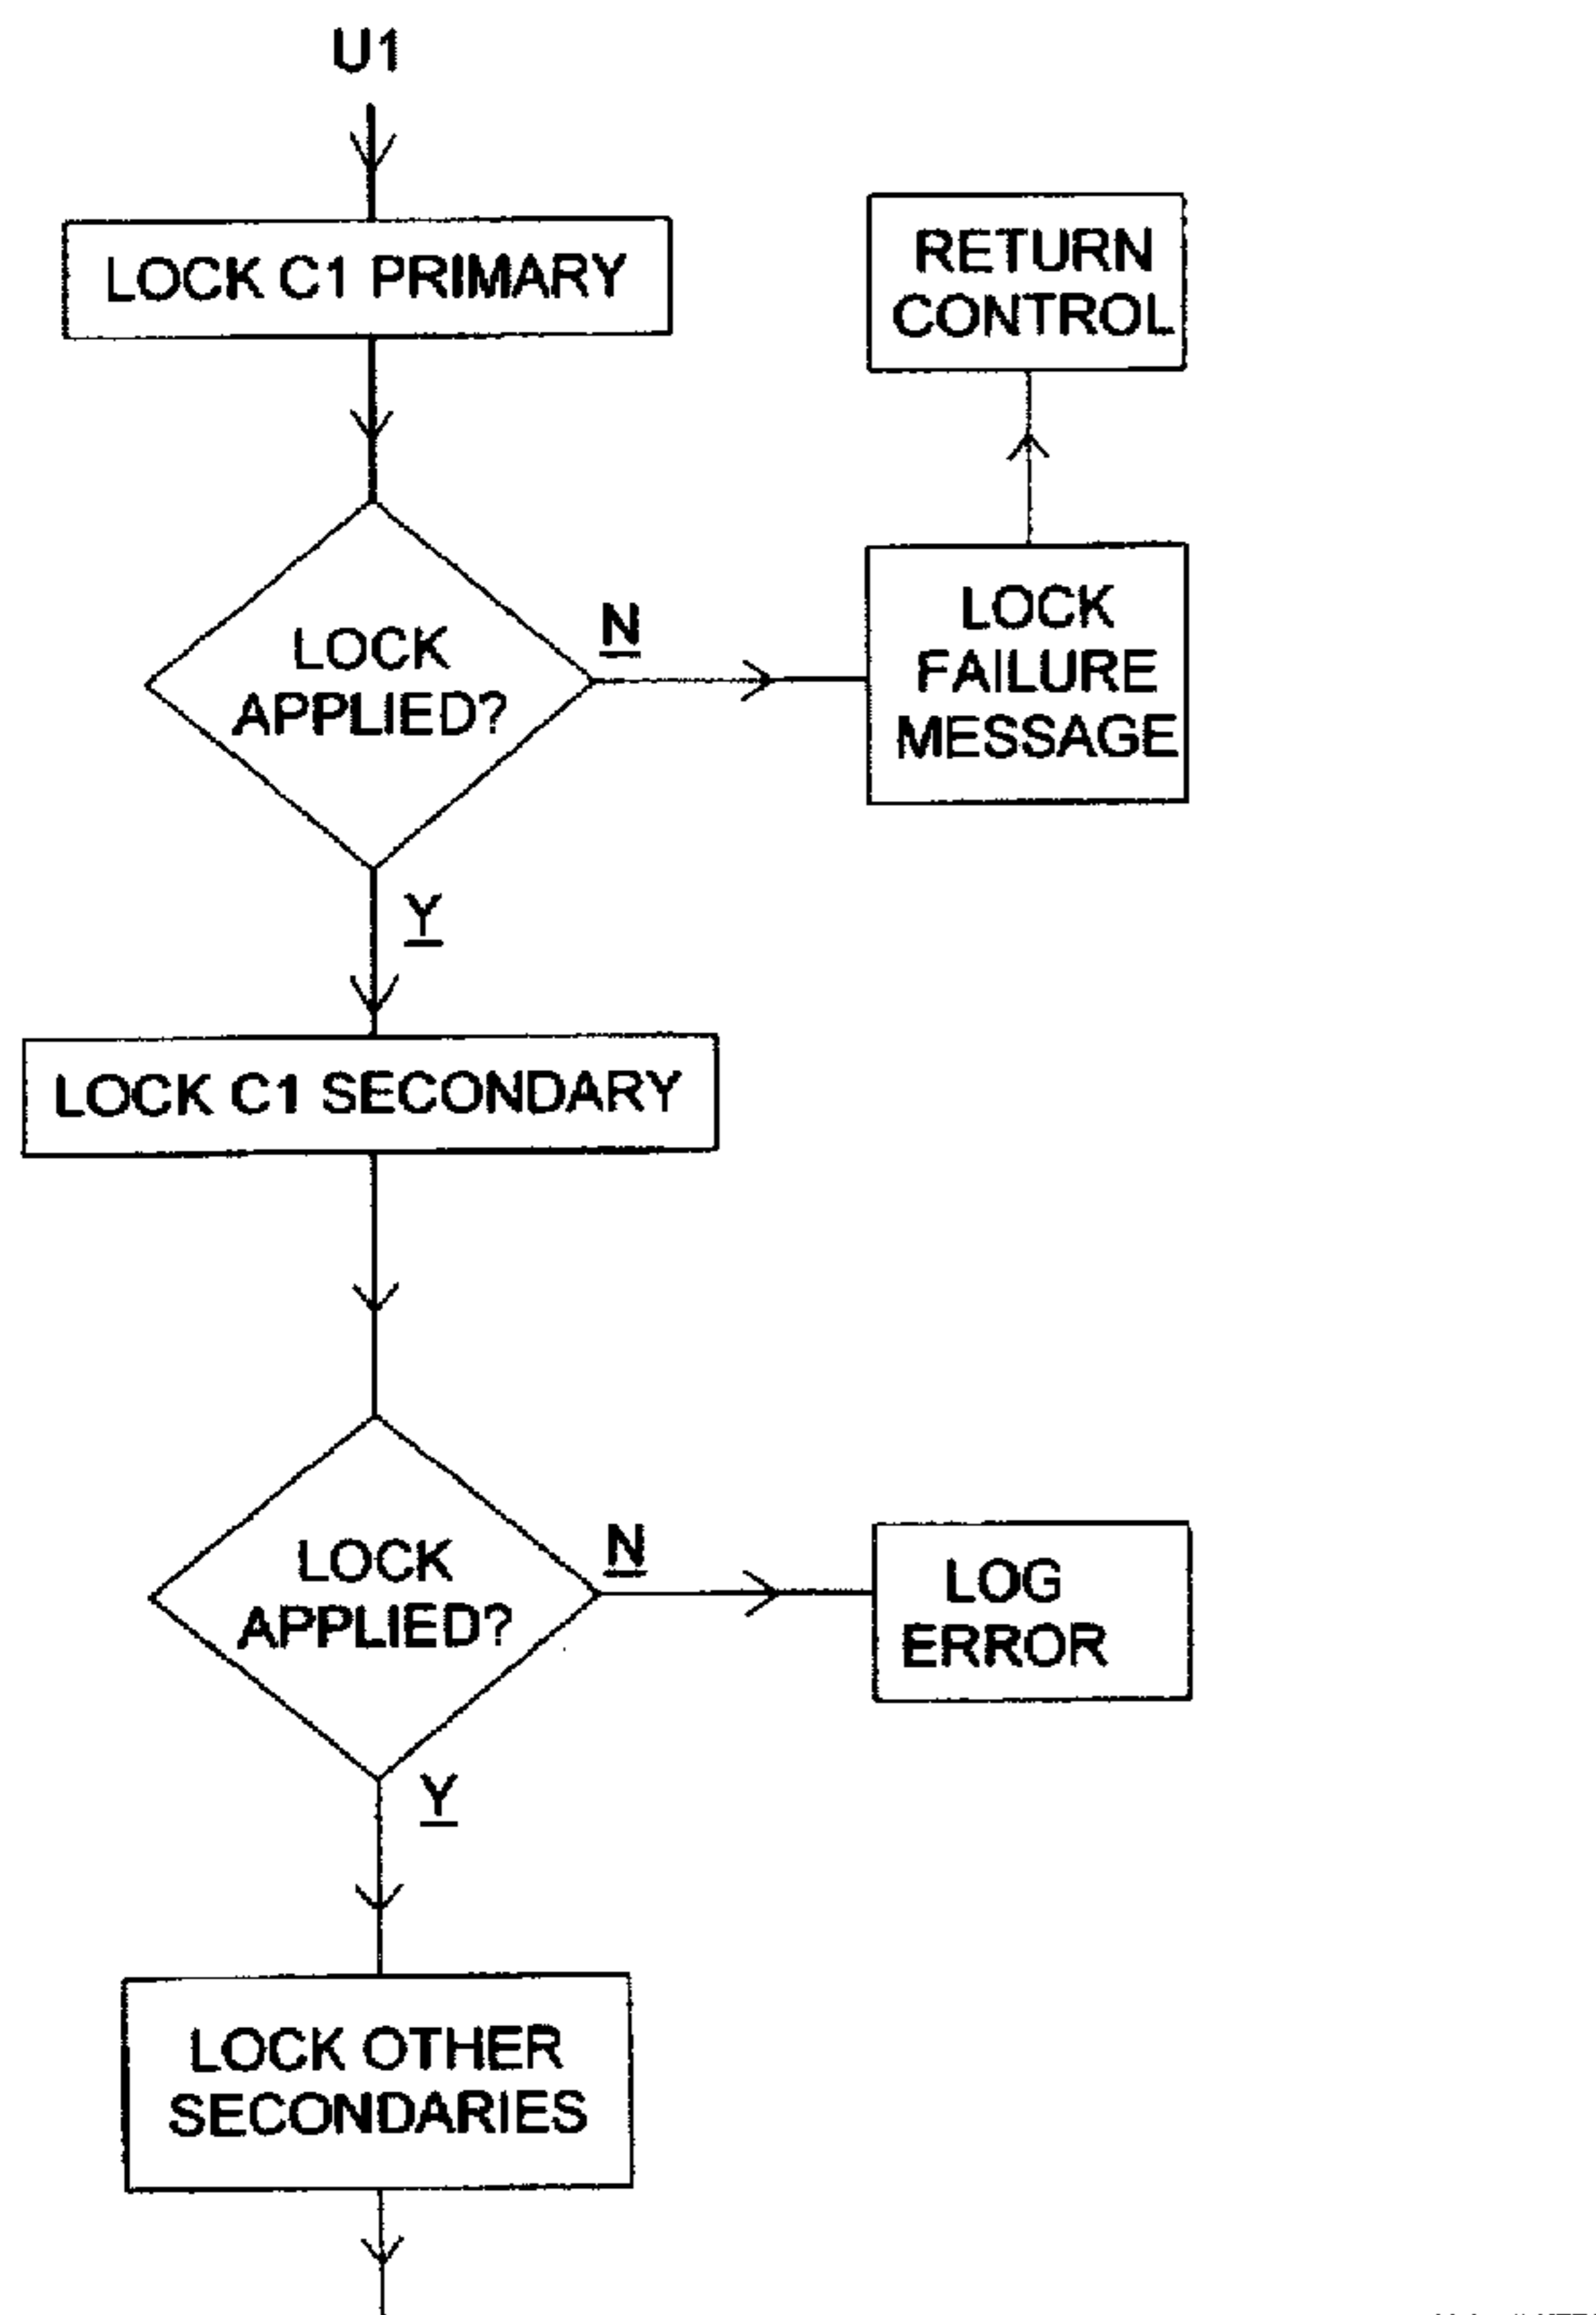 U1
LOCK C1 PRIMARY
RETURN
CONTROL
LOCK
APPLIED?
N
LOCK
FAILURE
MESSAGE
Y
LOCK C1 SECONDARY
LOCK
APPLIED?
N
LOG
ERROR
Y
LOCK OTHER
SECONDARIES